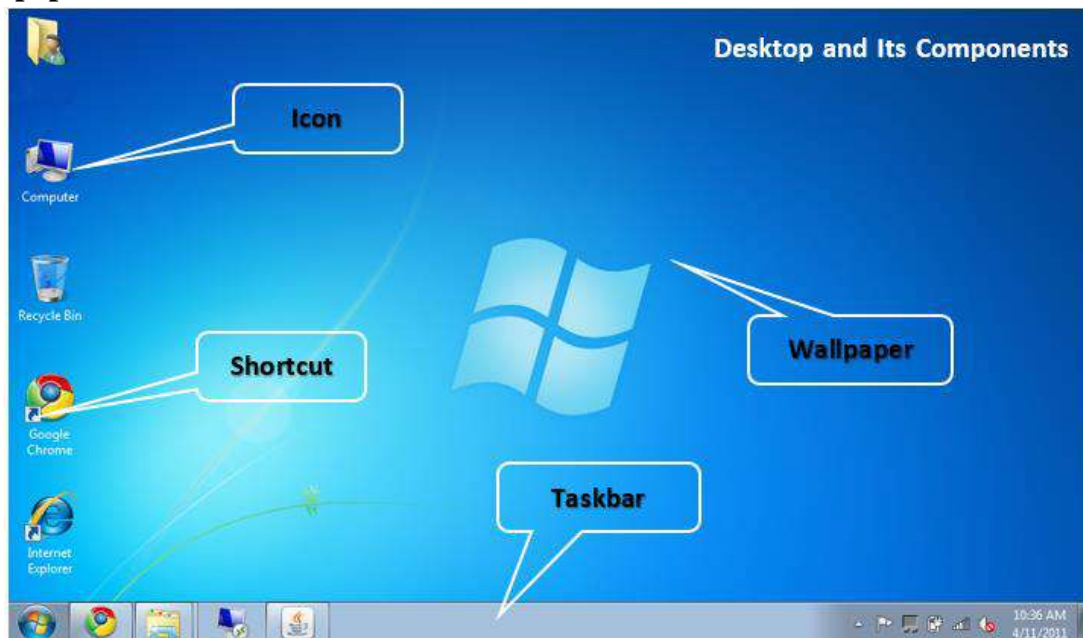 Desktop and Its Components
Icon
Computer
Recycle Bin
Shortcut
Wallpaper
Google
Chrome
Taskbar
Internet
Explorer
10:36 AM
4/11/2011